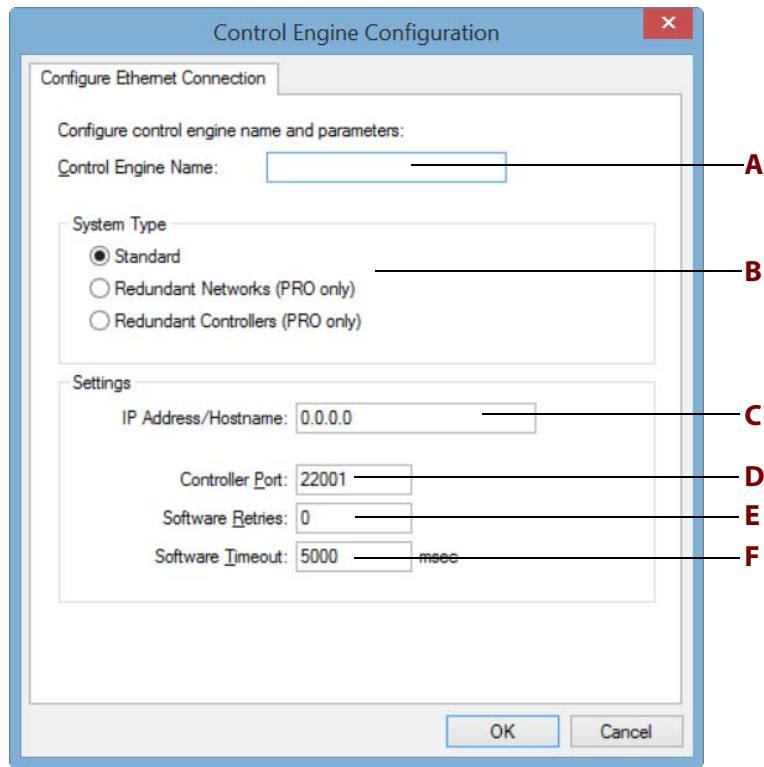 Control Engine Configuration
x
Configure Ethernet Connection
Configure control engine name and parameters:
Control Engine Name:
A
System Type
Standard
B
Redundant Networks (PRO only)
Redundant Controllers (PRO only)
Settings
IP Address/Hostname: 0.0.0.0
C
Controller Port: 22001
D
Software Retries: 0
E
Software Timeout: 5000 msec
F
OK Cancel